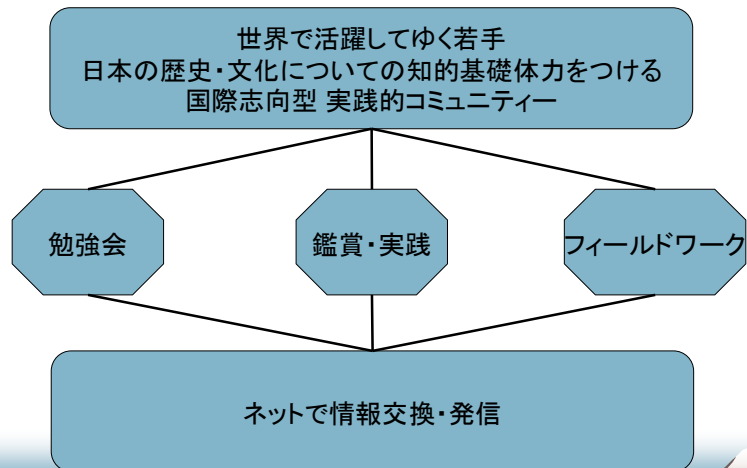 世界で活躍してゆく若手
日本の歴史・文化についての知的基礎体力をつける
国際志向型 実践的コミュニティー
勉強会
鑑賞・実践
フィールドワーク
ネットで情報交換・発信